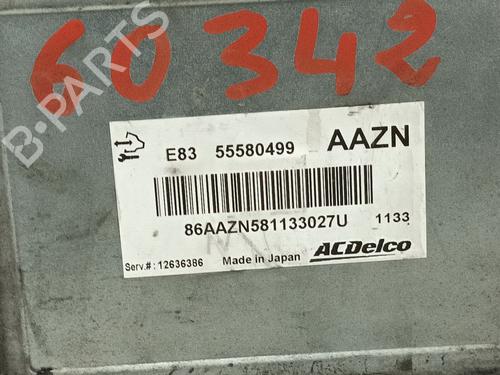 60342
B-PARTS
E83 55580499 AAZN
86AAZN581133027U 1133
Serv.#: 12636386 Made in Japan ACDelco